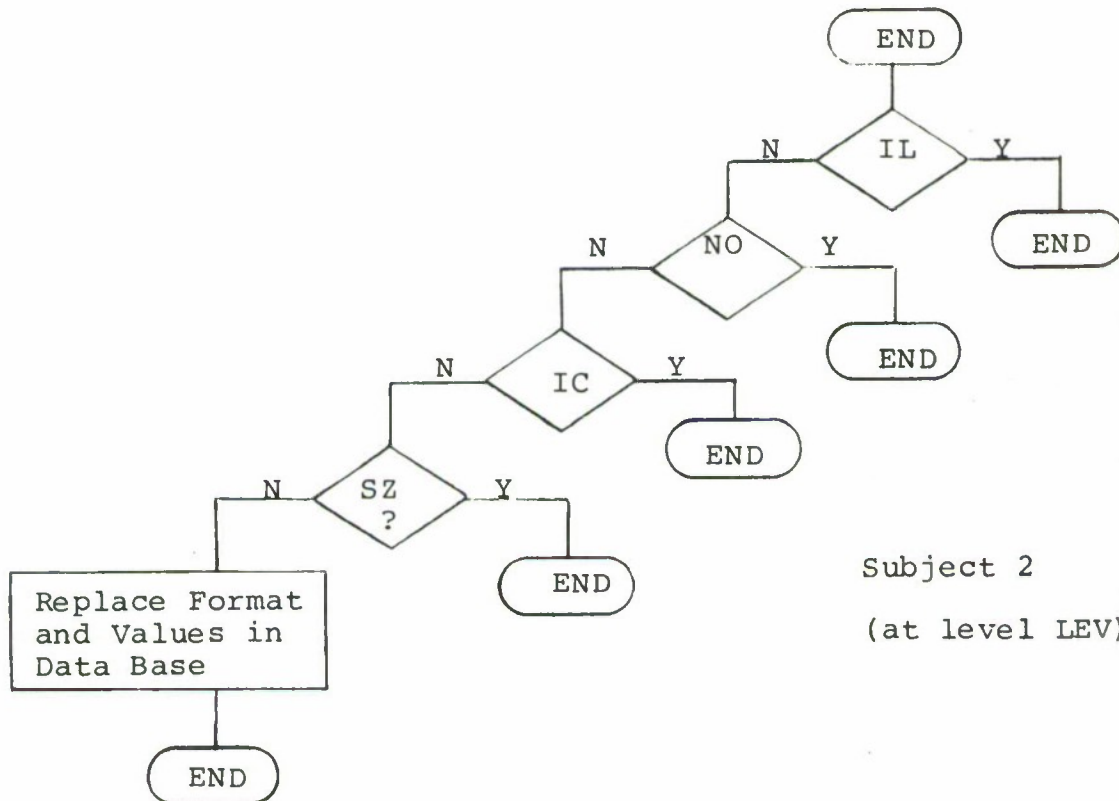 END
N
IL
Y
END
N
NO
Y
END
N
IC
Y
END
N
SZ
?
Y
END
Subject 2
(at level LEV)
Replace Format
and Values in
Data Base
END